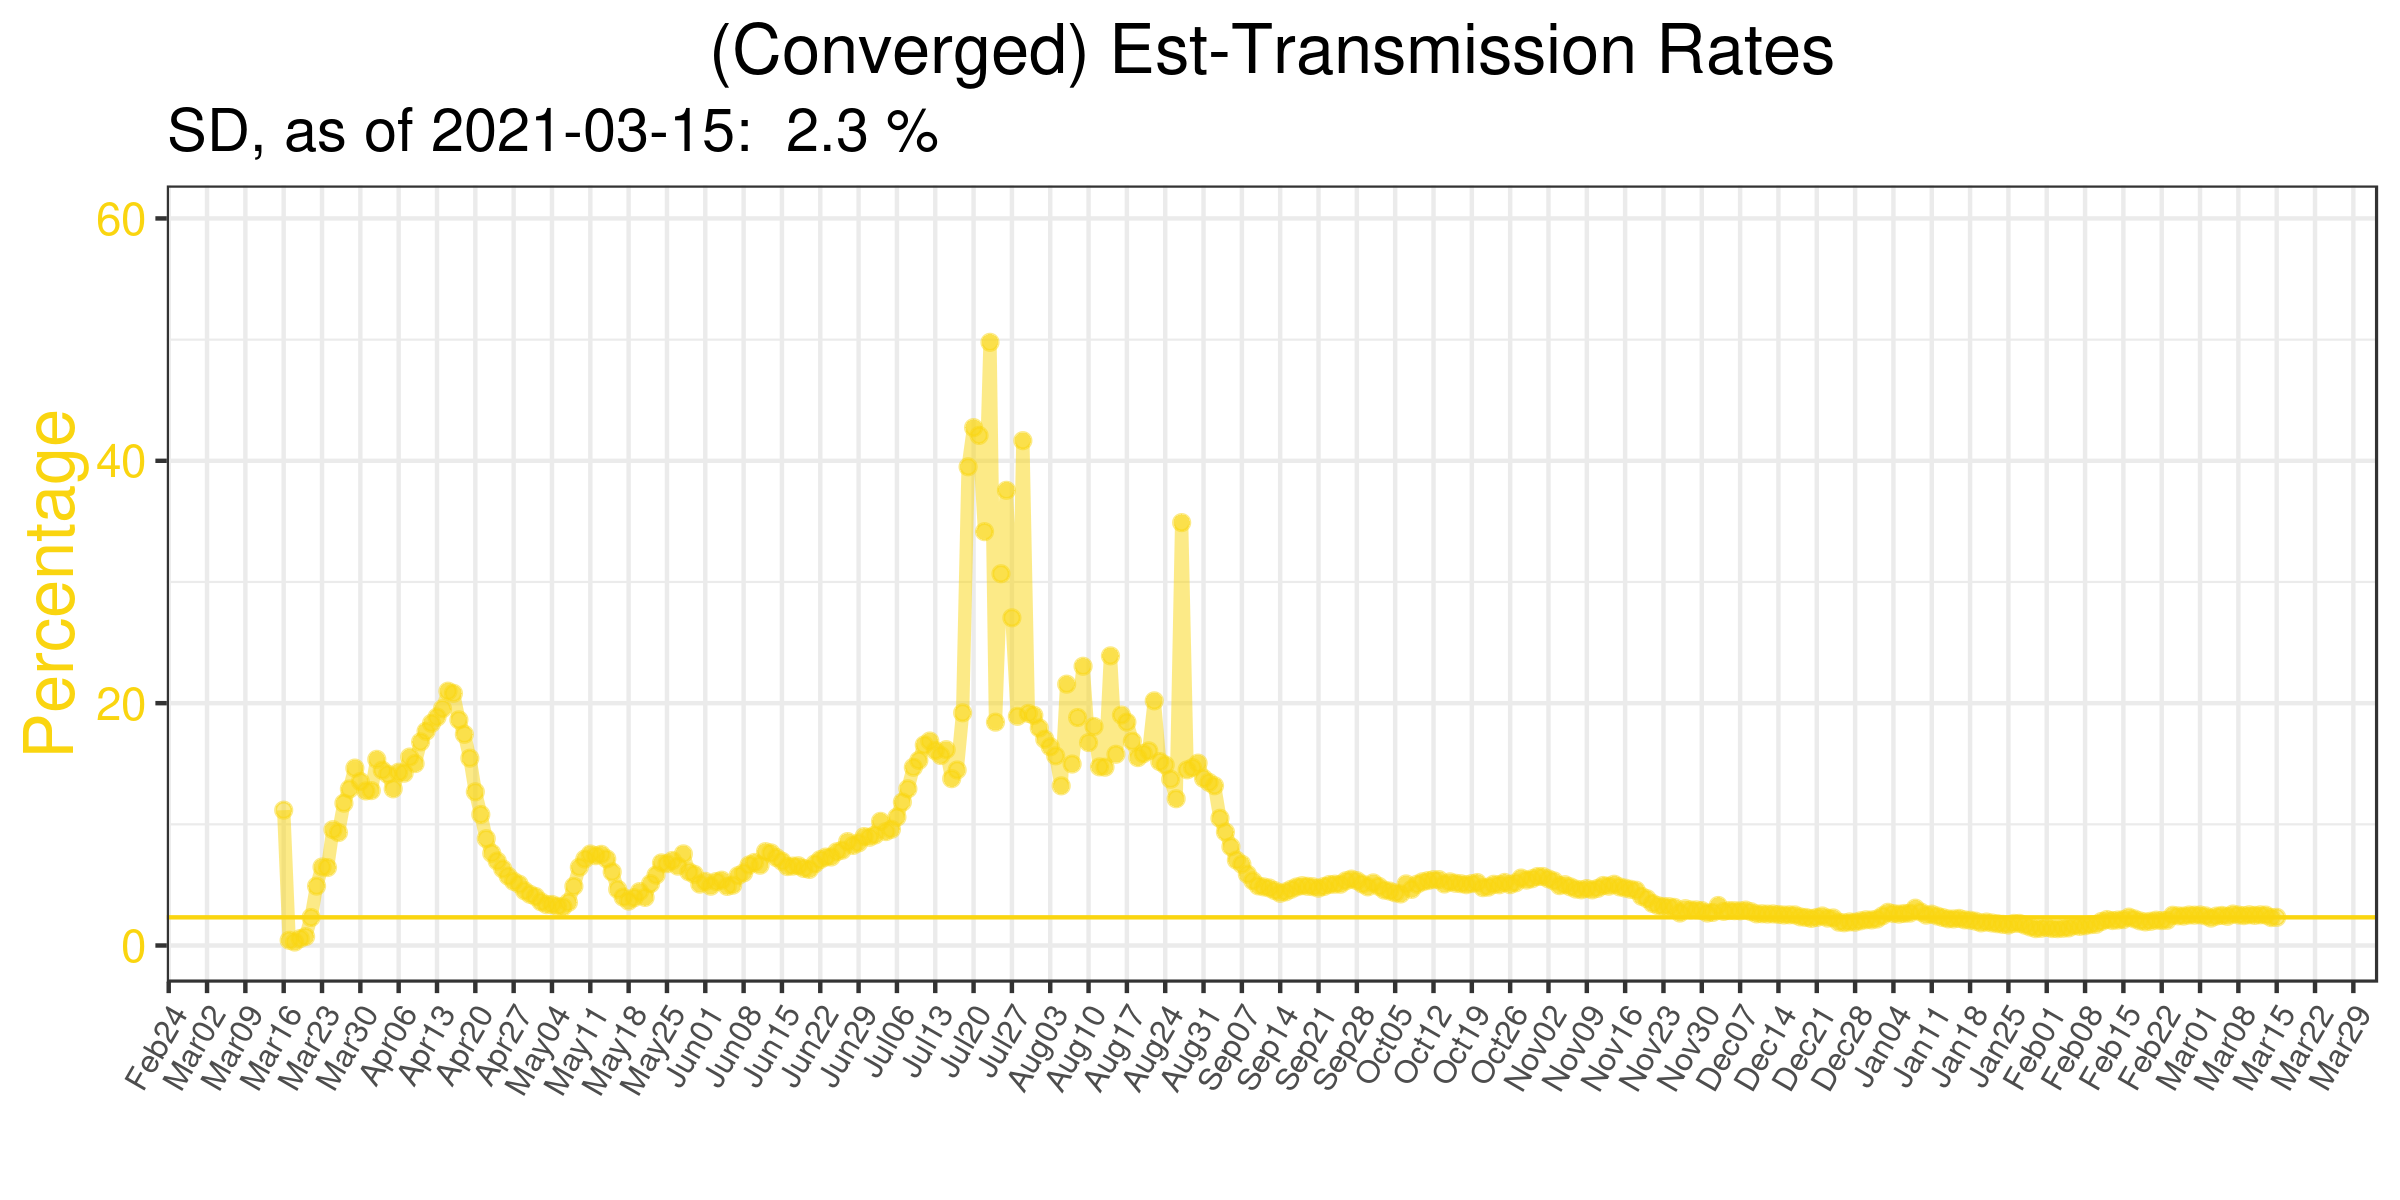 (Converged) Est-Transmission Rates
SD, as of 2021-03-15:  2.3 %
Percentage
60
40
20
0
Feb24
Mar02
Mar09
Mar16
Mar23
Mar30
Apr06
Apr13
Apr20
Apr27
May04
May11
May18
May25
Jun01
Jun08
Jun15
Jun22
Jun29
Jul06
Jul13
Jul20
Jul27
Aug03
Aug10
Aug17
Aug24
Aug31
Sep07
Sep14
Sep21
Sep28
Oct05
Oct12
Oct19
Oct26
Nov02
Nov09
Nov16
Nov23
Nov30
Dec07
Dec14
Dec21
Dec28
Jan04
Jan11
Jan18
Jan25
Feb01
Feb08
Feb15
Feb22
Mar01
Mar08
Mar15
Mar22
Mar29